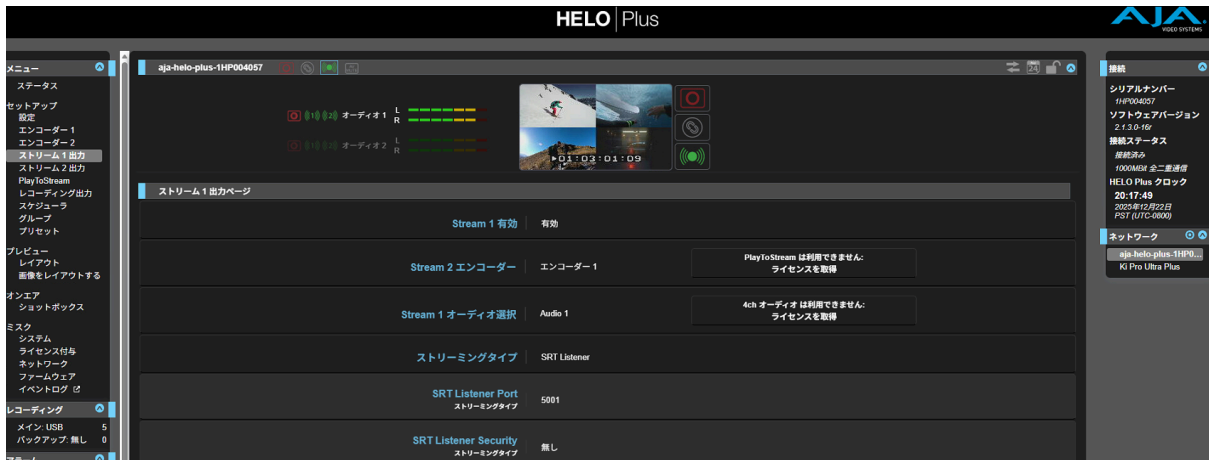 HELO Plus
AJA
VIDEO SYSTEMS
メニュー
ステータス
セットアップ
設定
エンコーダー 1
エンコーダー 2
ストリーム 1 出力
ストリーム 2 出力
PlayToStream
レコーディング出力
スケジューラ
グループ
プリセット
プレビュー
レイアウト
画像をレイアウトする
オンエア
ショットボックス
ミスク
システム
ライセンス付与
ネットワーク
ファームウェア
イベントログ
レコーディング
メイン: USB 5
バックアップ: 無し 0
aja-helo-plus-1HP004057
24
オーディオ 1
L
R
オーディオ 2
L
R
01:03:01:09
ストリーム 1 出力ページ
Stream 1 有効 有効
Stream 2 エンコーダー エンコーダー 1
PlayToStream は利用できません:
ライセンスを取得
Stream 1 オーディオ選択 Audio 1
4ch オーディオ は利用できません:
ライセンスを取得
ストリーミングタイプ SRT Listener
SRT Listener Port 5001
ストリーミングタイプ
SRT Listener Security 無し
ストリーミングタイプ
接続
シリアルナンバー
1HP004057
ソフトウェアバージョン
2.1.3.0-16r
接続ステータス
接続済み
1000MBit 全二重通信
HELO Plus クロック
20:17:49
2025年12月22日
PST (UTC-0800)
ネットワーク
aja-helo-plus-1HP0...
Ki Pro Ultra Plus